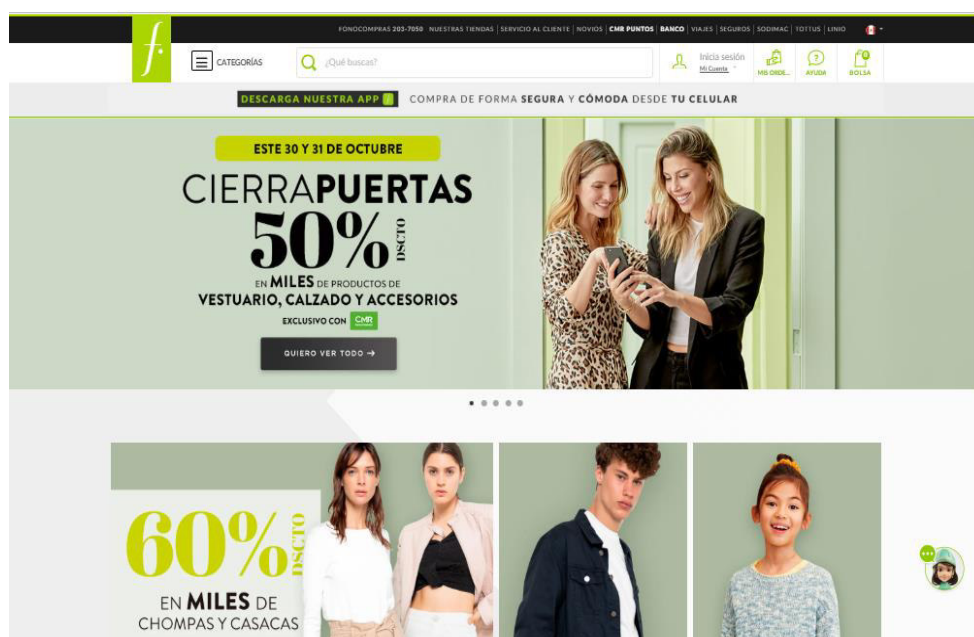 FONOCOMPRAS 203-7050 NUESTRAS TIENDAS | SERVICIO AL CLIENTE | NOVIOS | CMR PUNTOS | BANCO | VIAJES | SEGUROS | SODIMAC | TOTTUS | LINIO
f.
CATEGORÍAS
¿Qué buscas?
Inicia sesión
Mi Cuenta
MIS ORDE...
AYUDA
0
BOLSA
DESCARGA NUESTRA APP f COMPRA DE FORMA SEGURA Y CÓMODA DESDE TU CELULAR
ESTE 30 Y 31 DE OCTUBRE
CIERRAPUERTAS
50% DSCTO
EN MILES DE PRODUCTOS DE
VESTUARIO, CALZADO Y ACCESORIOS
EXCLUSIVO CON CMR
QUIERO VER TODO →
60% DSCTO
EN MILES DE
CHOMPAS Y CASACAS